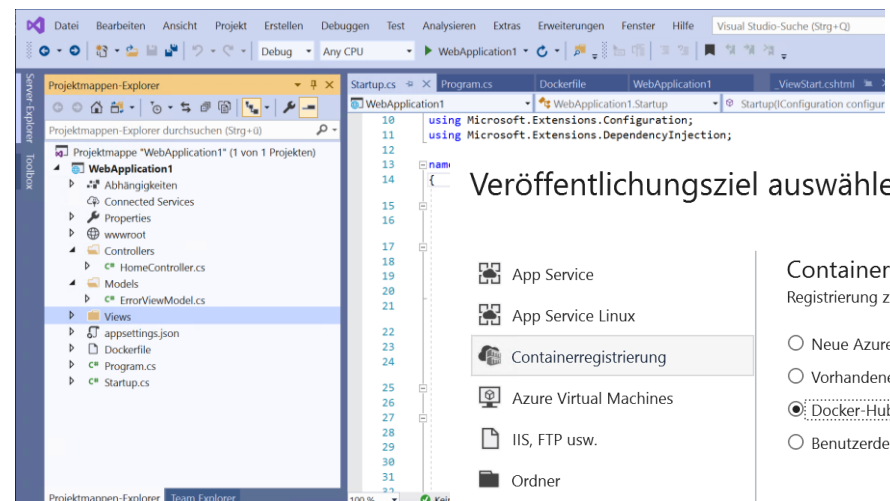 Datei Bearbeiten Ansicht Projekt Erstellen Debuggen Test Analysieren Extras Erweiterungen Fenster Hilfe Visual Studio-Suche (Strg+Q)
Debug Any CPU WebApplication1
Server-Explorer
Toolbox
Projektmappen-Explorer
Projektmappen-Explorer durchsuchen (Strg+ü)
Projektmappe "WebApplication1" (1 von 1 Projekten)
WebApplication1
Abhängigkeiten
Connected Services
Properties
wwwroot
Controllers
C# HomeController.cs
Models
C# ErrorViewModel.cs
Views
appsettings.json
Dockerfile
C# Program.cs
C# Startup.cs
Projektmappen-Explorer Team Explorer
Startup.cs Program.cs Dockerfile WebApplication1 _ViewStart.cshtml
WebApplication1 WebApplication1.Startup Startup(IConfiguration configur
10 using Microsoft.Extensions.Configuration;
11 using Microsoft.Extensions.DependencyInjection;
12
13 nam
14 {
15
16
17
18
19
20
21
22
23
24
25
26
27
28
29
30
31
32
100 % Kein
Veröffentlichungsziel auswähle
App Service
App Service Linux
Containerregistrierung
Azure Virtual Machines
IIS, FTP usw.
Ordner
Container
Registrierung z
Neue Azure
Vorhandene
Docker-Hub
Benutzerde